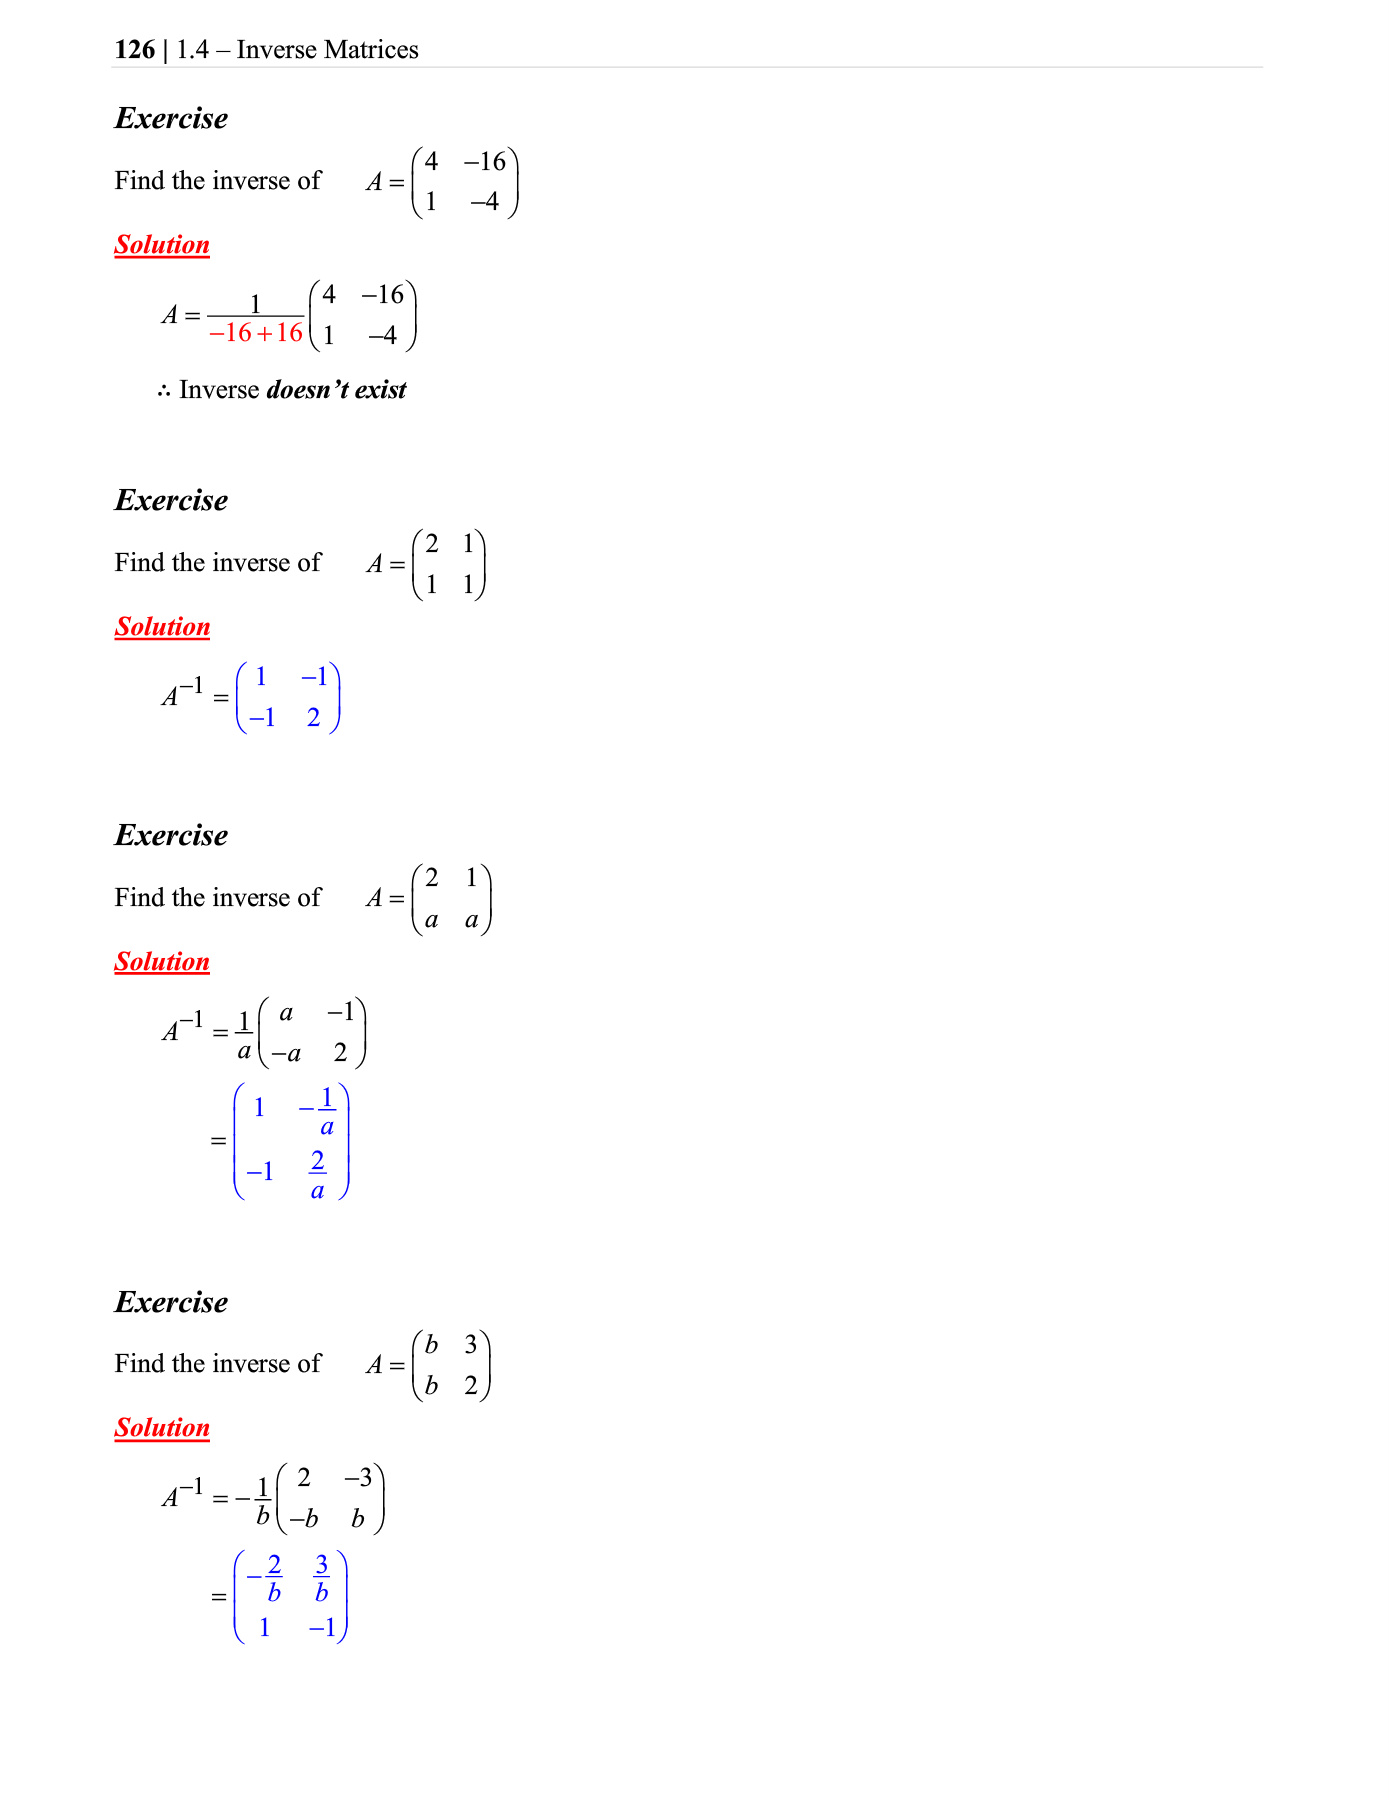 126 | 1.4 – Inverse Matrices
Exercise
Find the inverse of A = \begin{pmatrix} 4 & -16 \\ 1 & -4 \end{pmatrix}
Solution
A = \frac{1}{-16+16} \begin{pmatrix} 4 & -16 \\ 1 & -4 \end{pmatrix}
∴ Inverse doesn’t exist
Exercise
Find the inverse of A = \begin{pmatrix} 2 & 1 \\ 1 & 1 \end{pmatrix}
Solution
A^{-1} = \begin{pmatrix} 1 & -1 \\ -1 & 2 \end{pmatrix}
Exercise
Find the inverse of A = \begin{pmatrix} 2 & 1 \\ a & a \end{pmatrix}
Solution
A^{-1} = \frac{1}{a} \begin{pmatrix} a & -1 \\ -a & 2 \end{pmatrix}
= \begin{pmatrix} 1 & -\frac{1}{a} \\ -1 & \frac{2}{a} \end{pmatrix}
Exercise
Find the inverse of A = \begin{pmatrix} b & 3 \\ b & 2 \end{pmatrix}
Solution
A^{-1} = -\frac{1}{b} \begin{pmatrix} 2 & -3 \\ -b & b \end{pmatrix}
= \begin{pmatrix} -\frac{2}{b} & \frac{3}{b} \\ 1 & -1 \end{pmatrix}